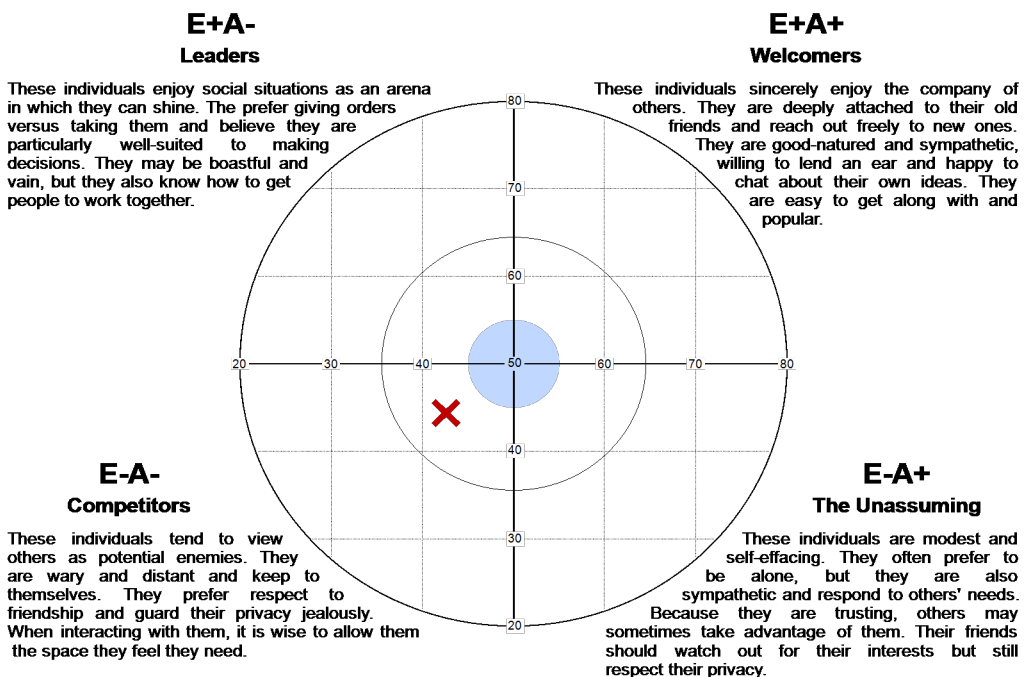 E+A-
Leaders
These individuals enjoy social situations as an arena
in which they can shine. The prefer giving orders
versus taking them and believe they are
particularly well-suited to making
decisions. They may be boastful and
vain, but they also know how to get
people to work together.
E+A+
Welcomers
These individuals sincerely enjoy the company of
others. They are deeply attached to their old
friends and reach out freely to new ones.
They are good-natured and sympathetic,
willing to lend an ear and happy to
chat about their own ideas. They
are easy to get along with and
popular.
80
70
60
20 30 40 50 60 70 80
40
30
20
E-A-
Competitors
These individuals tend to view
others as potential enemies. They
are wary and distant and keep to
themselves. They prefer respect to
friendship and guard their privacy jealously.
When interacting with them, it is wise to allow them
the space they feel they need.
E-A+
The Unassuming
These individuals are modest and
self-effacing. They often prefer to
be alone, but they are also
sympathetic and respond to others' needs.
Because they are trusting, others may
sometimes take advantage of them. Their friends
should watch out for their interests but still
respect their privacy.